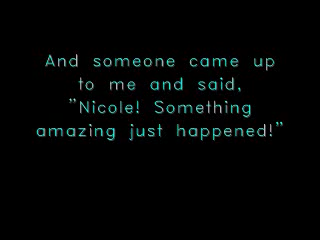 And someone came up
to me and said,
"Nicole! Something
amazing just happened!"